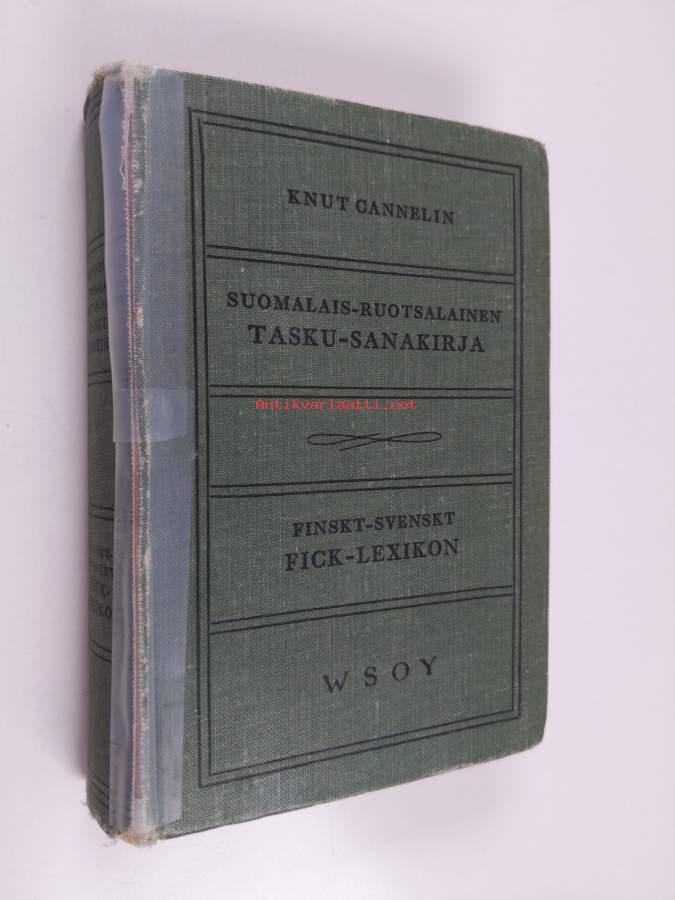 KNUT CANNELIN
SUOMALAIS-RUOTSALAINEN
TASKU-SANAKIRJA
Antikvariaatti.net
FINSKT-SVENSKT
FICK-LEXIKON
WSOY